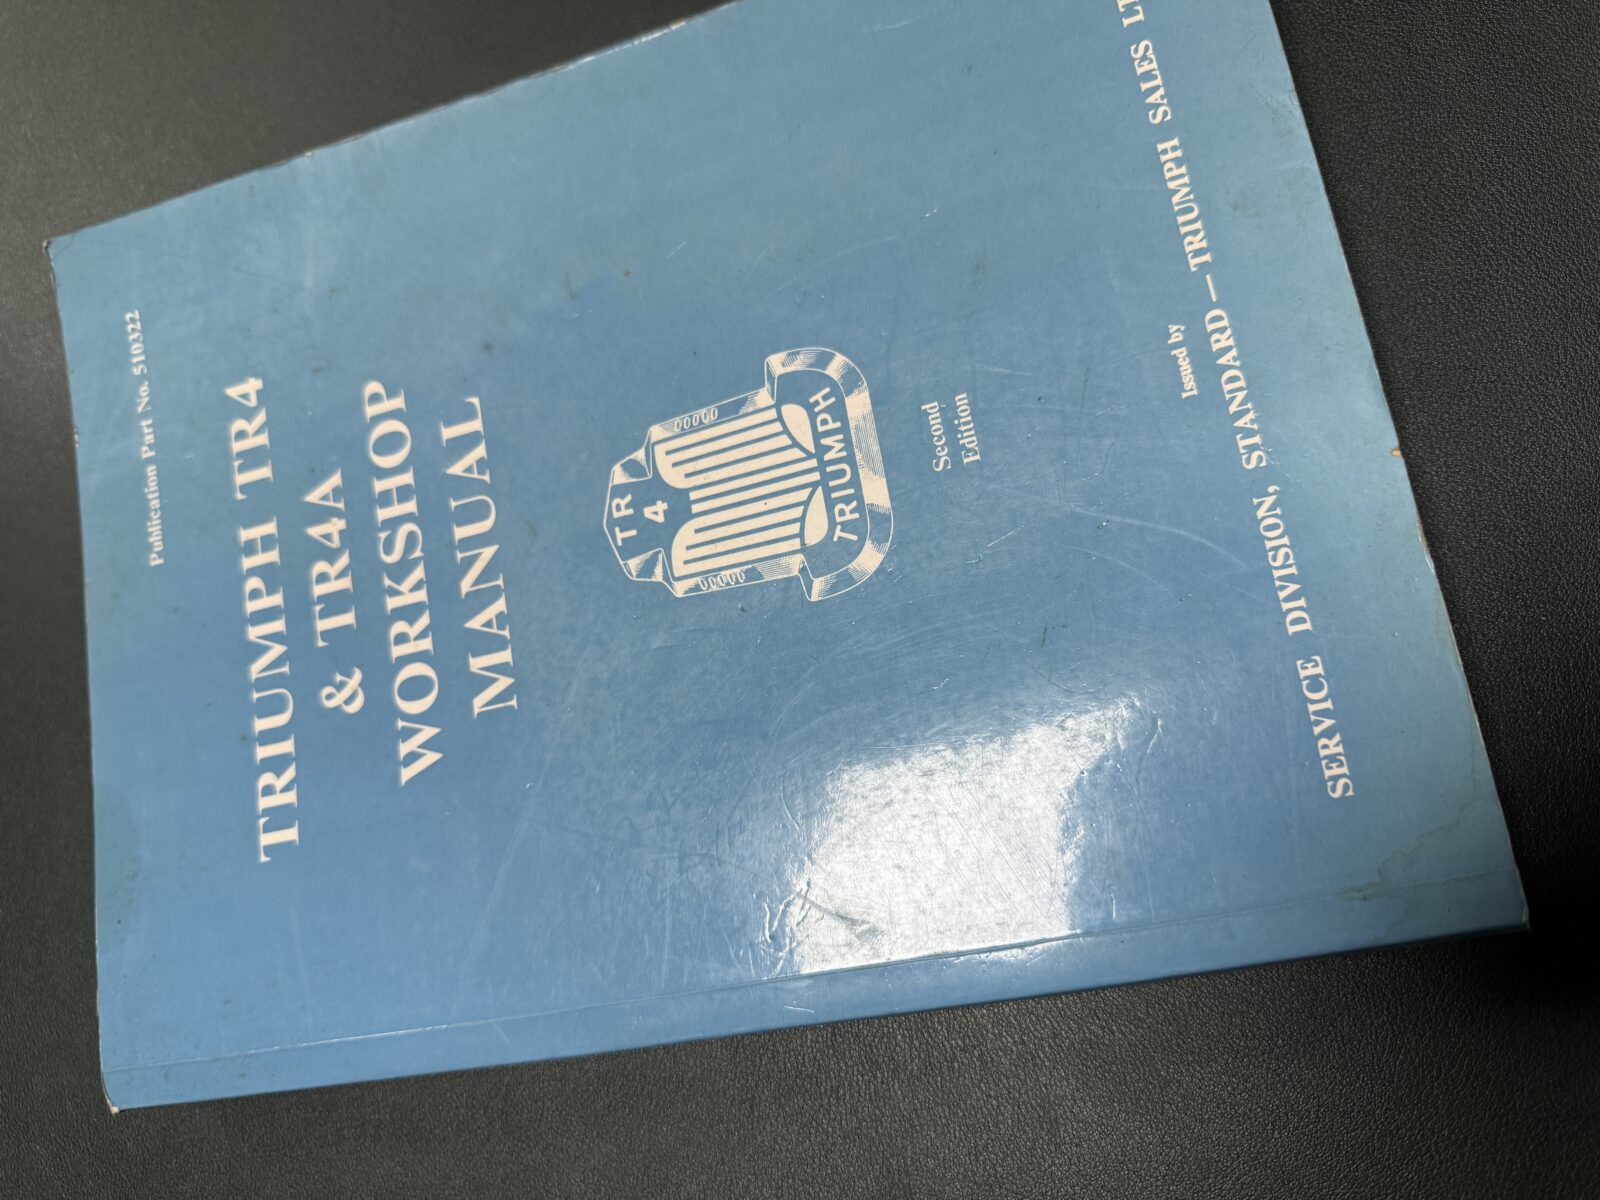 Publication Part No. 510322
TRIUMPH TR4
& TR4A
WORKSHOP
MANUAL
TR
4
TRIUMPH
Second
Edition
Issued by
SERVICE DIVISION, STANDARD — TRIUMPH SALES